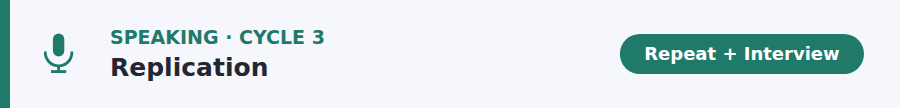 SPEAKING · CYCLE 3
Replication
Repeat + Interview